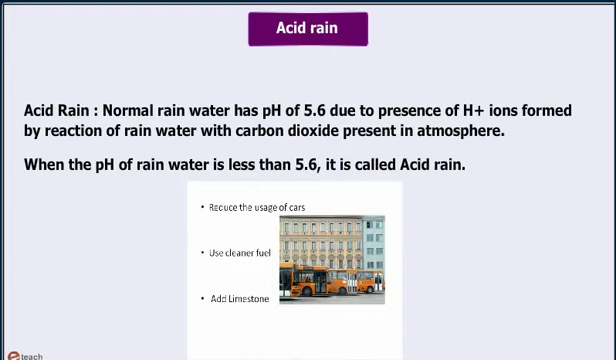 Acid rain
Acid Rain : Normal rain water has pH of 5.6 due to presence of H+ ions formed
by reaction of rain water with carbon dioxide present in atmosphere.
When the pH of rain water is less than 5.6, it is called Acid rain.
• Reduce the usage of cars
• Use cleaner fuel
• Add Limestone
e teach